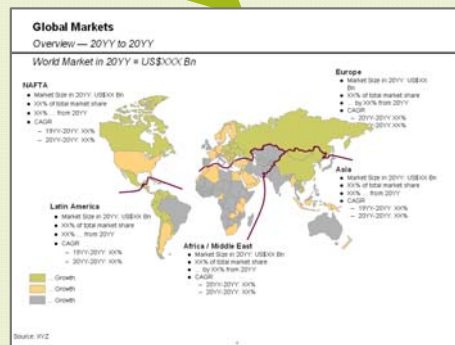 Global Markets
Overview — 20YY to 20YY
World Market in 20YY = US$XXX Bn
NAFTA
• Market Size in 20YY: US$XX Bn
• XX% of total market share
• XX% ... from 20YY
• CAGR
– 19YY-20YY: XX%
– 20YY-20YY: XX%
Europe
• Market Size in 20YY: US$XX Bn
• XX% of total market share
• ... by XX% from 20YY
• CAGR
– 20YY-20YY: XX%
Asia
• Market Size in 20YY: US$XX Bn
• XX% of total market share
• XX% ... from 20YY
• CAGR
– 19YY-20YY: XX%
– 20YY-20YY: XX%
Latin America
• Market Size in 20YY: US$XX Bn
• XX% of total market share
• XX% ... from 20YY
• CAGR
– 19YY-20YY: XX%
– 20YY-20YY: XX%
Africa / Middle East
• Market Size in 20YY: US$XX Bn
• XX% of total market share
• ... by XX% from 20YY
• CAGR
– 20YY-20YY: XX%
– 20YY-20YY: XX%
... Growth
... Growth
... Growth
Source: XYZ